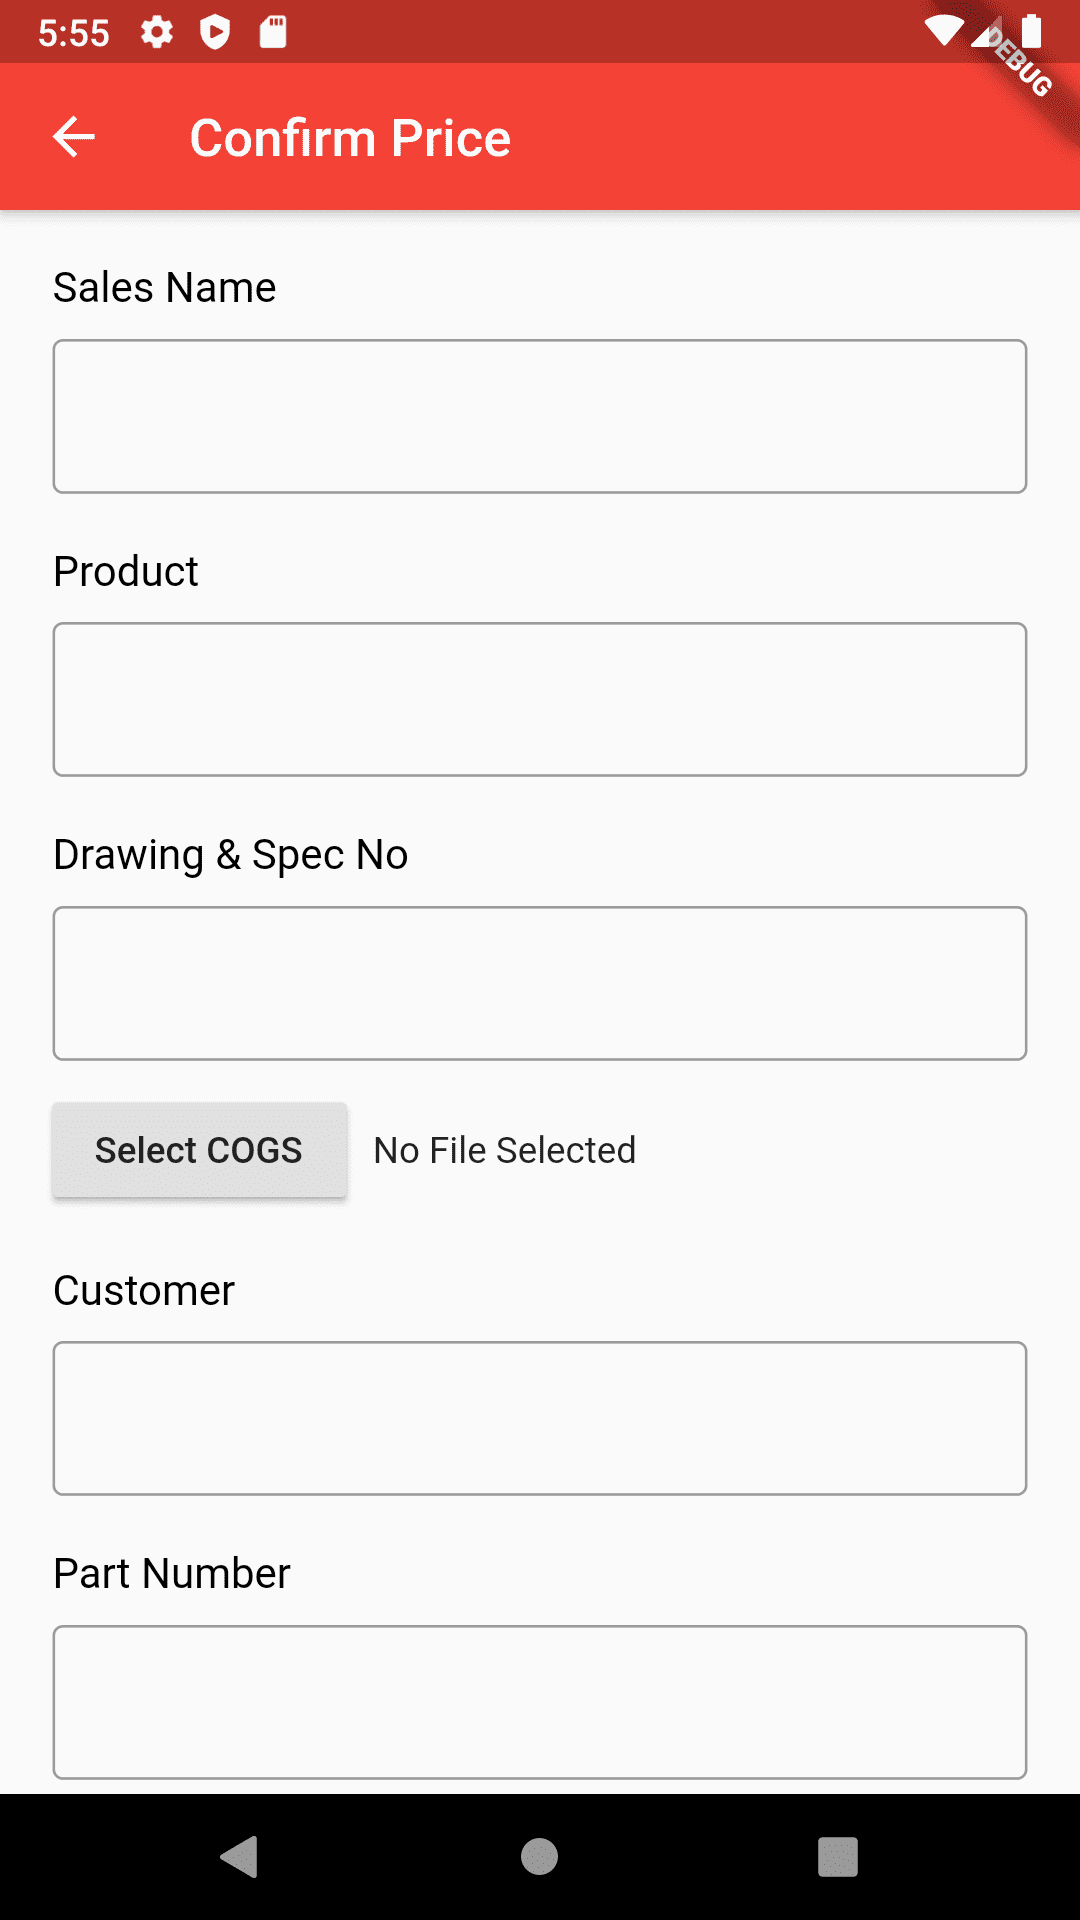 5:55
DEBUG
Confirm Price
Sales Name
Product
Drawing & Spec No
Select COGS No File Selected
Customer
Part Number